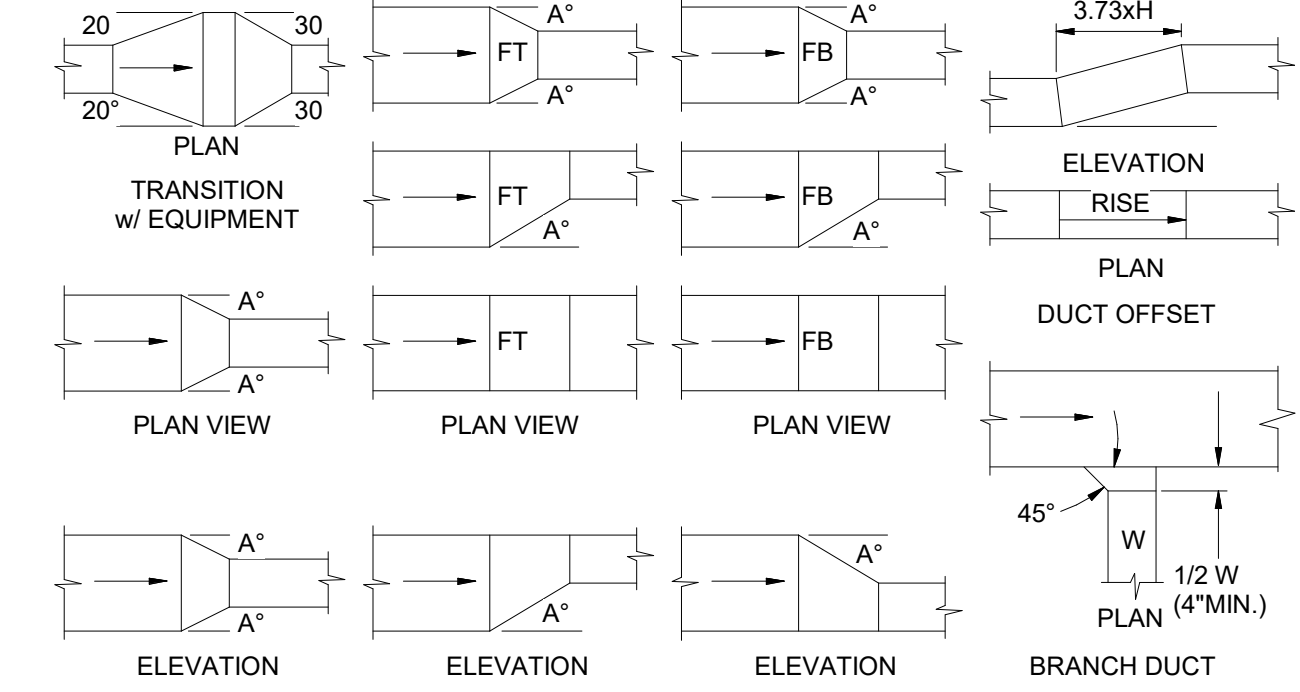 20
30
20°
30
PLAN
TRANSITION
w/ EQUIPMENT
A°
FT
A°
A°
FB
A°
3.73xH
ELEVATION
FT
A°
FB
A°
RISE
PLAN
DUCT OFFSET
A°
A°
PLAN VIEW
FT
PLAN VIEW
FB
PLAN VIEW
45°
W
1/2 W
(4"MIN.)
PLAN
BRANCH DUCT
A°
A°
ELEVATION
A°
ELEVATION
A°
ELEVATION